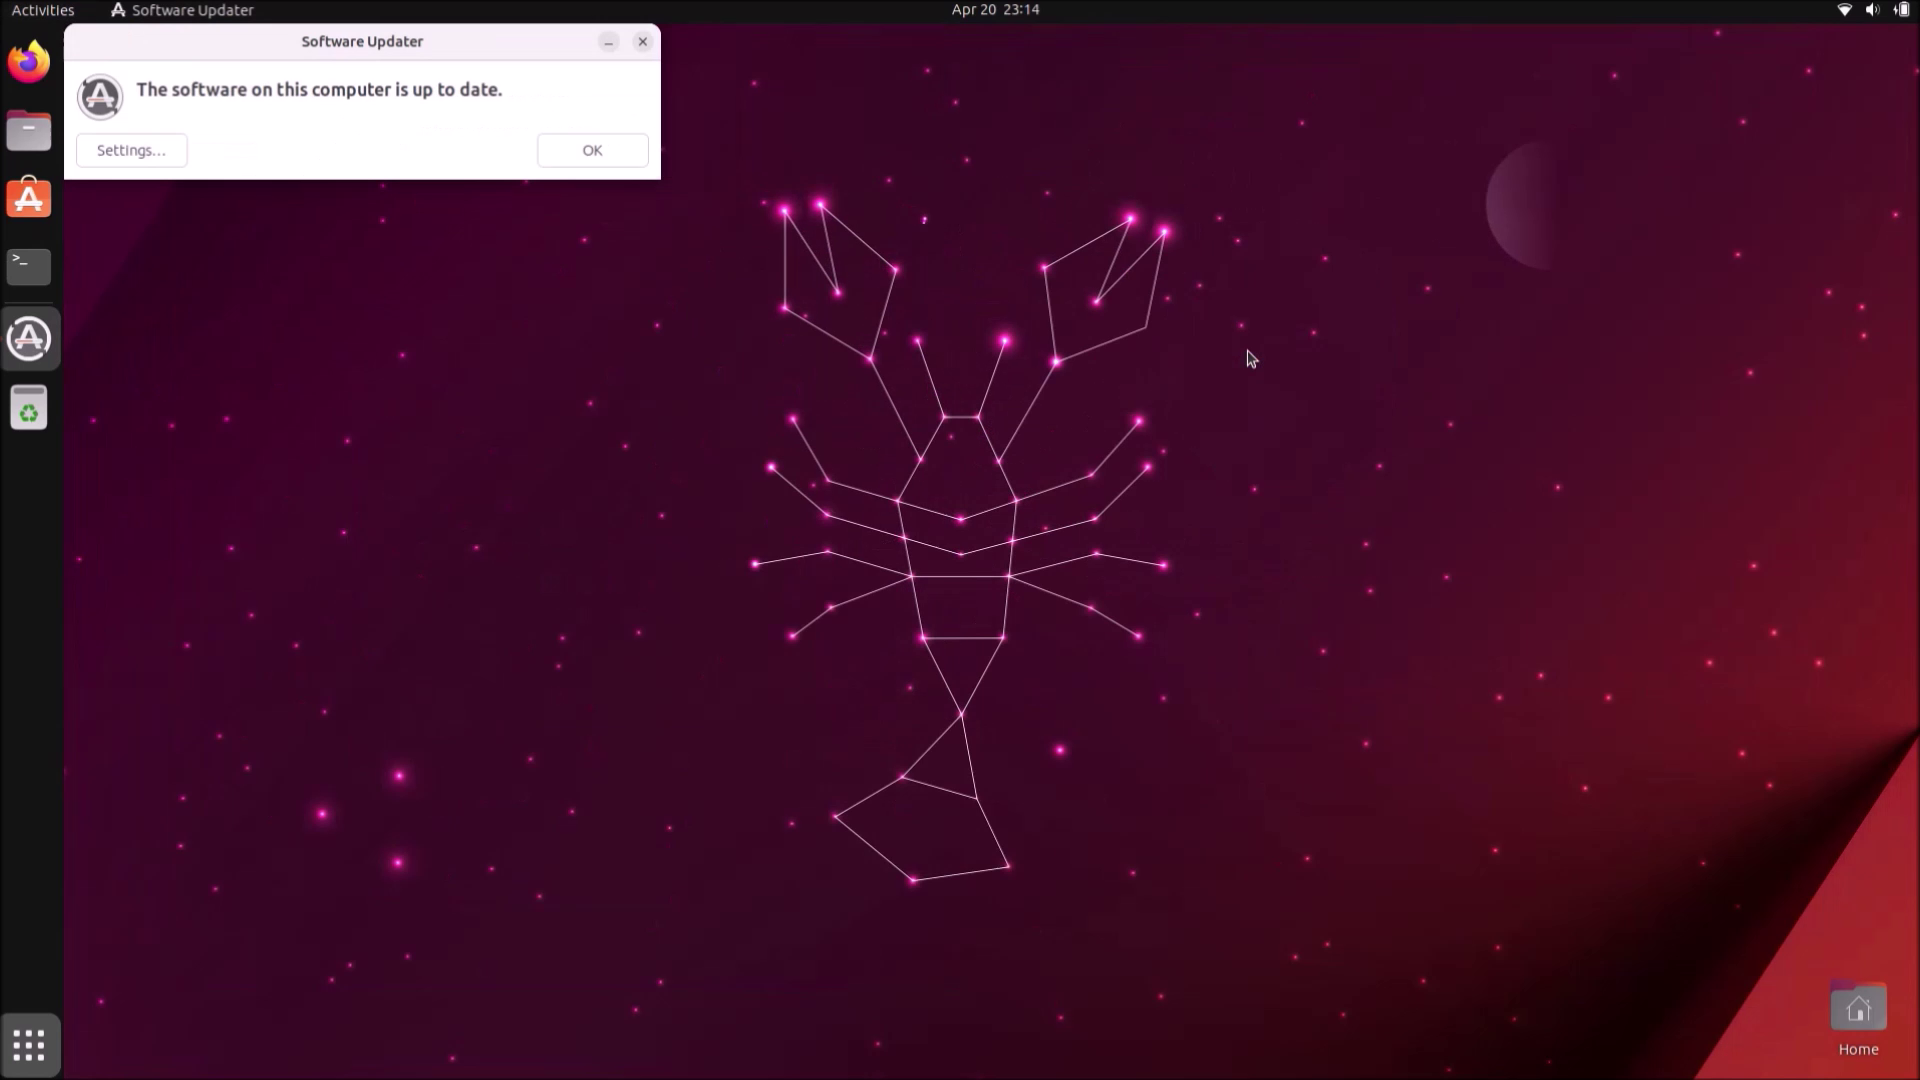 Activities
Software Updater
Apr 20 23:14
Software Updater
The software on this computer is up to date.
Settings...
OK
>_
Home